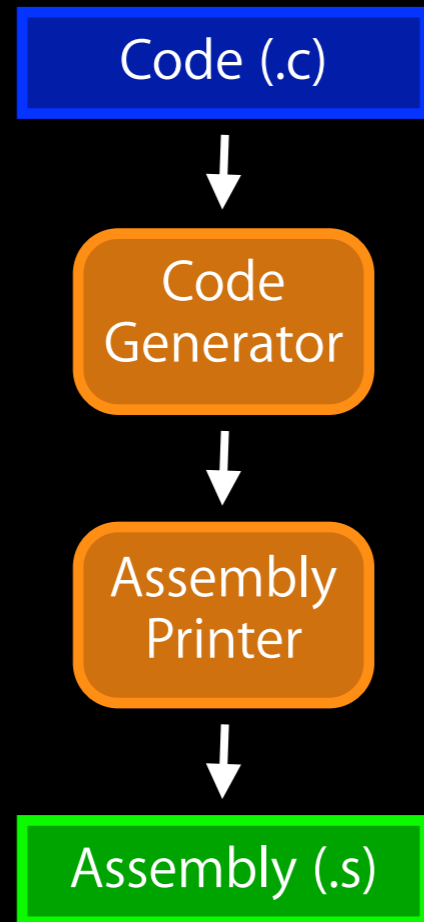 Code (.c)
Code
Generator
Assembly
Printer
Assembly (.s)